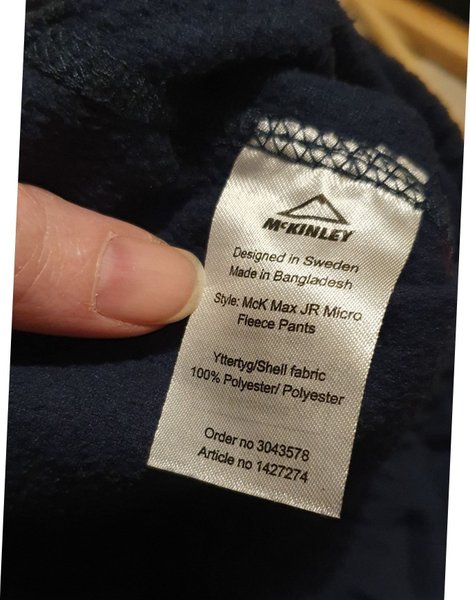 McKINLEY
Designed in Sweden
Made in Bangladesh
Style: McK Max JR Micro
Fleece Pants
Yttertyg/Shell fabric
100% Polyester/ Polyester
Order no 3043578
Article no 1427274